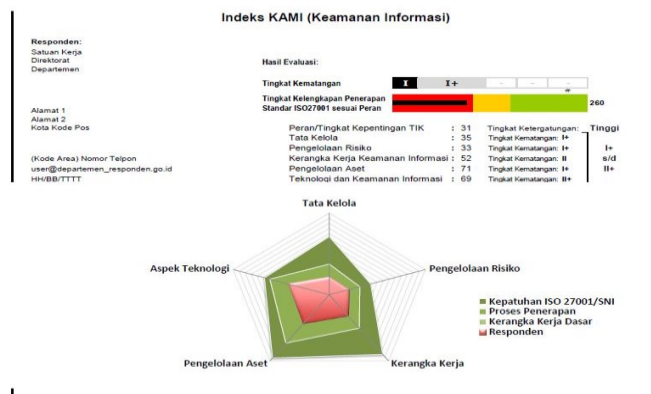 Indeks KAMI (Keamanan Informasi)
Responden:
Satuan Kerja
Direktorat
Departemen
Alamat 1
Alamat 2
Kota Kode Pos
(Kode Area) Nomor Telpon
user@departemen_responden.go.id
HH/BB/TTTT
Hasil Evaluasi:
Tingkat Kematangan I I+ - - -
#
Tingkat Kelengkapan Penerapan
Standar ISO27001 sesuai Peran 260
Peran/Tingkat Kepentingan TIK : 31 Tingkat Ketergatungan: Tinggi
Tata Kelola : 35 Tingkat Kematangan: I+
Pengelolaan Risiko : 33 Tingkat Kematangan: I+ I+
Kerangka Kerja Keamanan Informasi : 52 Tingkat Kematangan: II s/d
Pengelolaan Aset : 71 Tingkat Kematangan: I+ II+
Teknologi dan Keamanan Informasi : 69 Tingkat Kematangan: II+
Tata Kelola
Aspek Teknologi
Pengelolaan Risiko
Pengelolaan Aset
Kerangka Kerja
Kepatuhan ISO 27001/SNI
Proses Penerapan
Kerangka Kerja Dasar
Responden